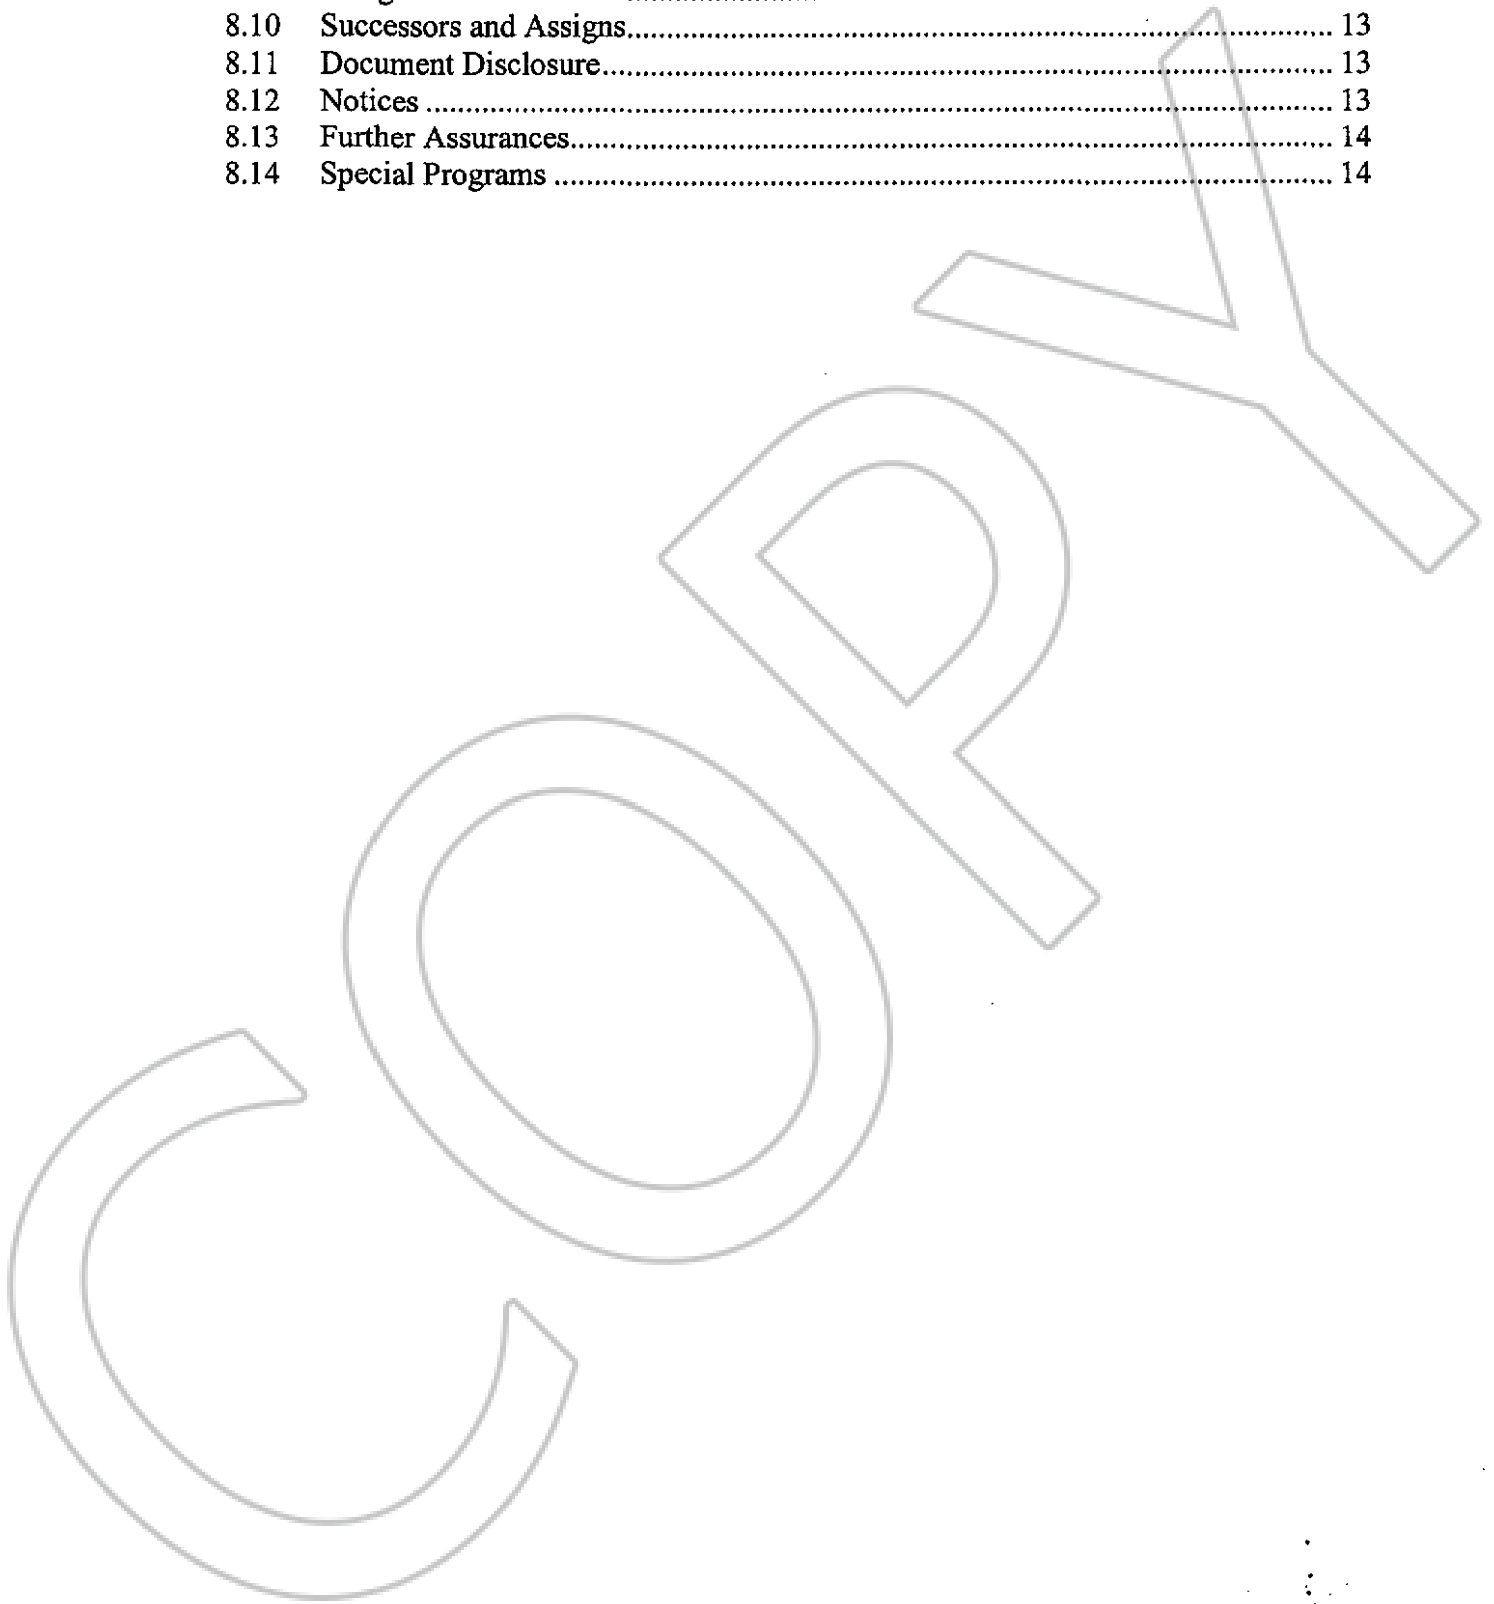 8.10 Successors and Assigns.......................................................................................... 13
8.11 Document Disclosure............................................................................................. 13
8.12 Notices ................................................................................................................... 13
8.13 Further Assurances................................................................................................. 14
8.14 Special Programs ................................................................................................... 14
COPY